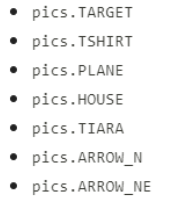 • pics.TARGET
• pics.TSHIRT
• pics.PLANE
• pics.HOUSE
• pics.TIARA
• pics.ARROW_N
• pics.ARROW_NE